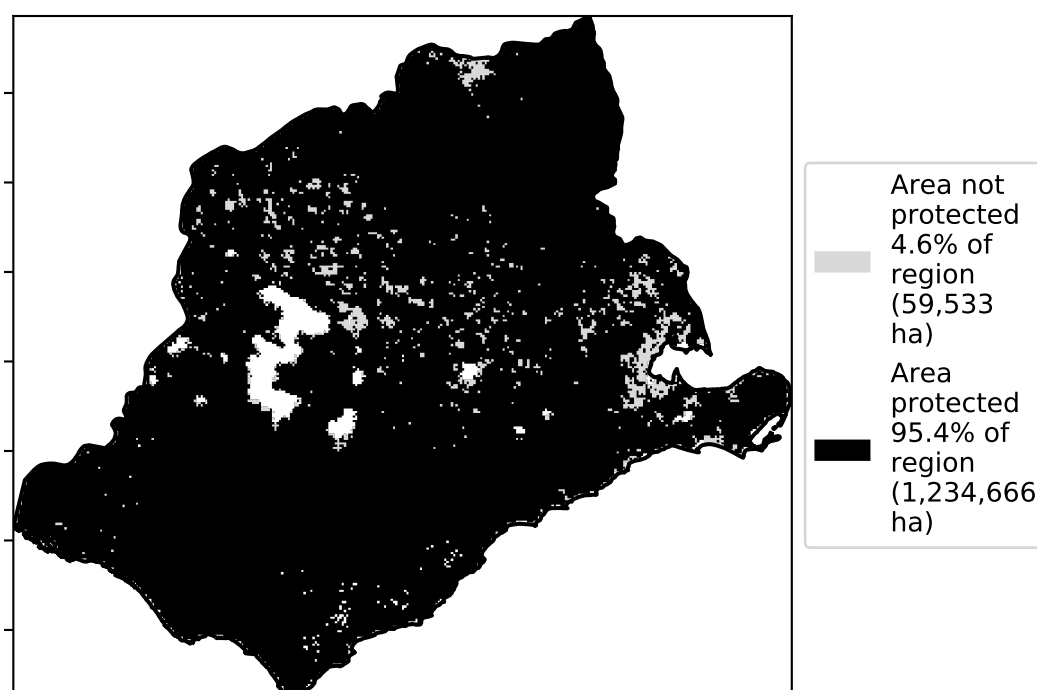 Area not
protected
4.6% of
region
(59,533
ha)
Area
protected
95.4% of
region
(1,234,666
ha)